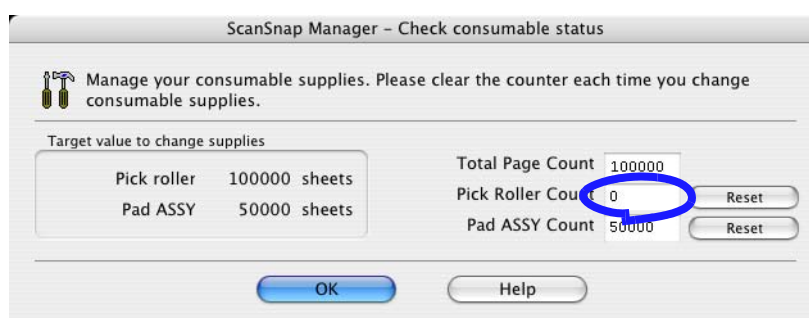 ScanSnap Manager – Check consumable status
Manage your consumable supplies. Please clear the counter each time you change
consumable supplies.
Target value to change supplies
Pick roller 100000 sheets
Pad ASSY 50000 sheets
Total Page Count 100000
Pick Roller Count 0 Reset
Pad ASSY Count 50000 Reset
OK Help